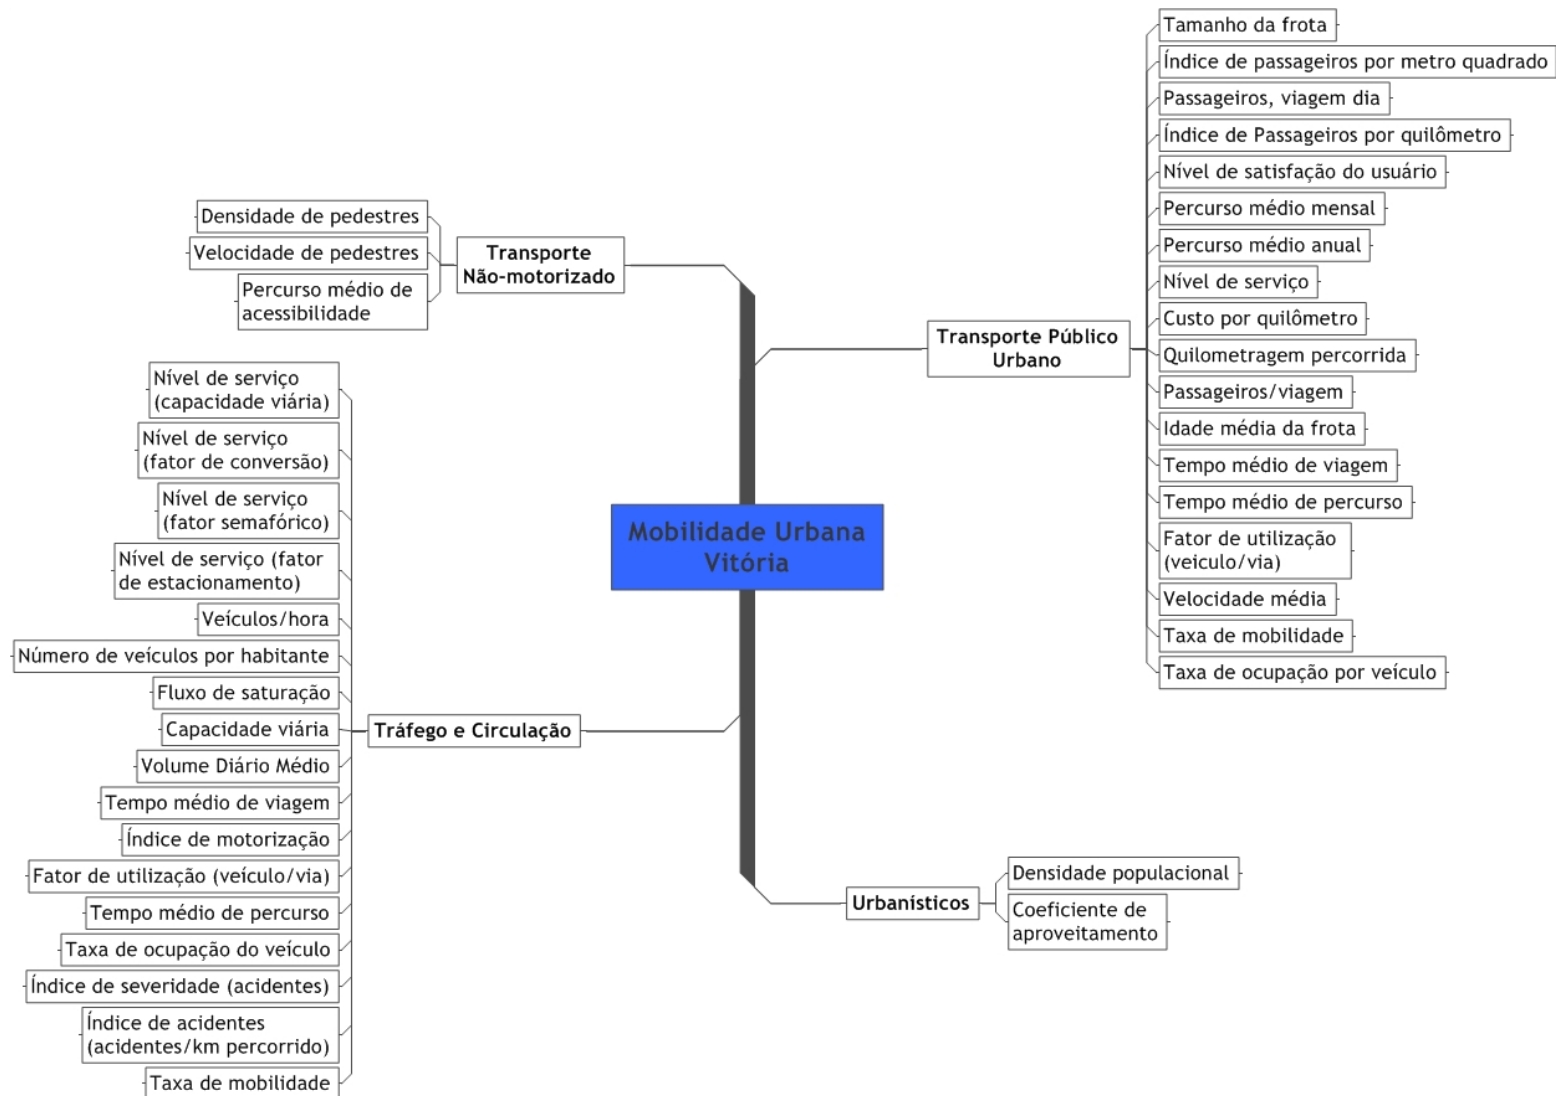 Mobilidade Urbana
Vitória
Transporte
Não-motorizado
Densidade de pedestres
Velocidade de pedestres
Percurso médio de
acessibilidade
Tráfego e Circulação
Nível de serviço
(capacidade viária)
Nível de serviço
(fator de conversão)
Nível de serviço
(fator semafórico)
Nível de serviço (fator
de estacionamento)
Veículos/hora
Número de veículos por habitante
Fluxo de saturação
Capacidade viária
Volume Diário Médio
Tempo médio de viagem
Índice de motorização
Fator de utilização (veículo/via)
Tempo médio de percurso
Taxa de ocupação do veículo
Índice de severidade (acidentes)
Índice de acidentes
(acidentes/km percorrido)
Taxa de mobilidade
Transporte Público
Urbano
Tamanho da frota
Índice de passageiros por metro quadrado
Passageiros, viagem dia
Índice de Passageiros por quilômetro
Nível de satisfação do usuário
Percurso médio mensal
Percurso médio anual
Nível de serviço
Custo por quilômetro
Quilometragem percorrida
Passageiros/viagem
Idade média da frota
Tempo médio de viagem
Tempo médio de percurso
Fator de utilização
(veiculo/via)
Velocidade média
Taxa de mobilidade
Taxa de ocupação por veículo
Urbanísticos
Densidade populacional
Coeficiente de
aproveitamento